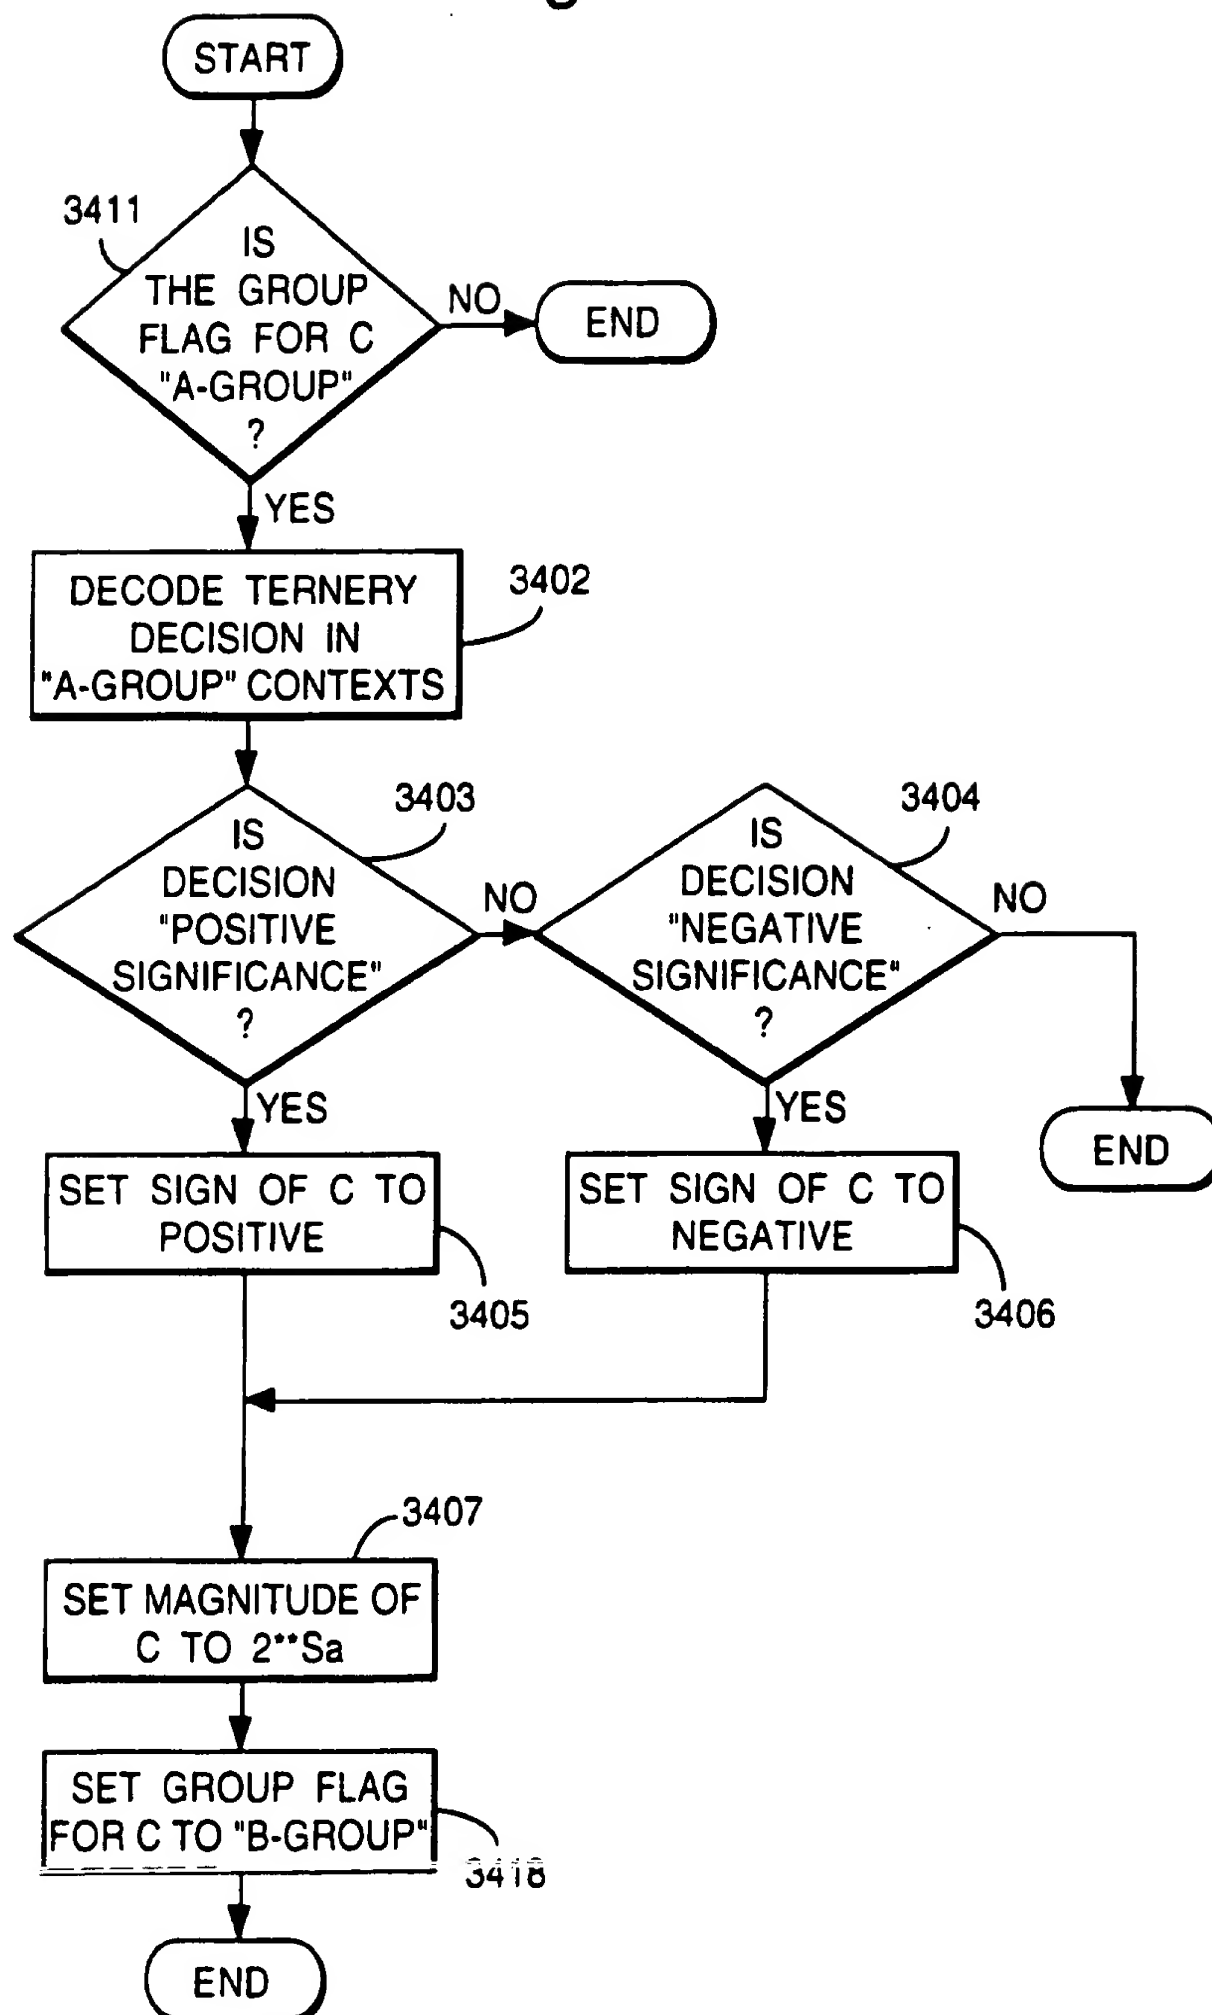 START
3411
IS
THE GROUP
FLAG FOR C
"A-GROUP"
?
NO
END
YES
DECODE TERNERY
DECISION IN
"A-GROUP" CONTEXTS
3402
3403
IS
DECISION
"POSITIVE
SIGNIFICANCE"
?
NO
3404
IS
DECISION
"NEGATIVE
SIGNIFICANCE"
?
NO
YES
YES
END
SET SIGN OF C TO
POSITIVE
3405
SET SIGN OF C TO
NEGATIVE
3406
3407
SET MAGNITUDE OF
C TO 2**Sa
SET GROUP FLAG
FOR C TO "B-GROUP"
3418
END